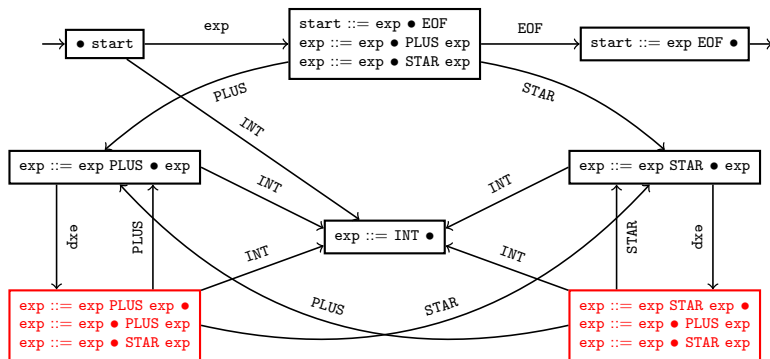 exp
start ::= exp ● EOF
exp ::= exp ● PLUS exp
exp ::= exp ● STAR exp
● start
EOF
start ::= exp EOF ●
PLUS
INT
STAR
exp ::= exp PLUS ● exp
exp ::= exp STAR ● exp
INT
INT
exp
PLUS
exp ::= INT ●
STAR
exp
INT
INT
exp ::= exp PLUS exp ●
exp ::= exp ● PLUS exp
exp ::= exp ● STAR exp
PLUS
STAR
exp ::= exp STAR exp ●
exp ::= exp ● PLUS exp
exp ::= exp ● STAR exp